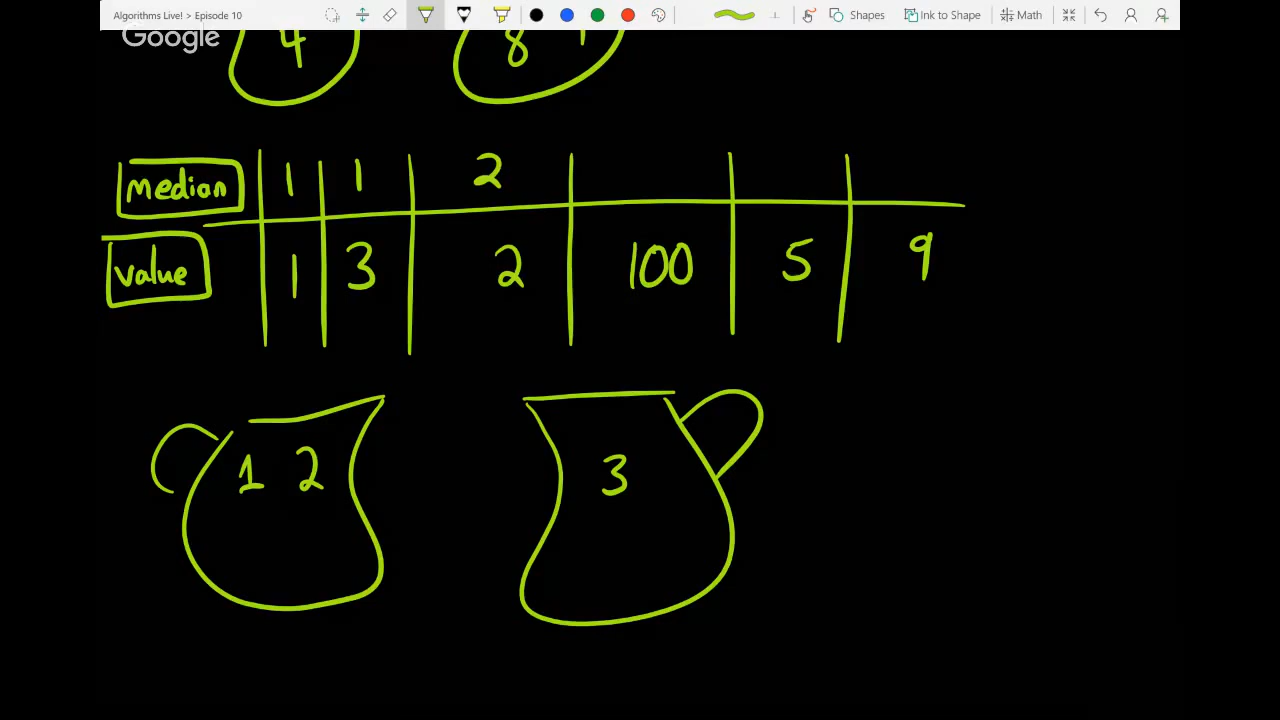 Algorithms Live! > Episode 10
Shapes
Ink to Shape
Math
Google
4 8
median 1 1 2
value 1 3 2 100 5 9
1 2 3